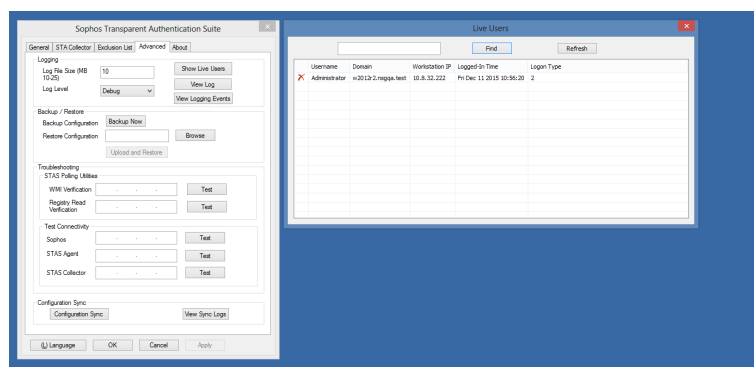 Sophos Transparent Authentication Suite
General STA Collector Exclusion List Advanced About
Logging
Log File Size (MB 10-25) 10 Show Live Users
Log Level Debug View Log
View Logging Events
Backup / Restore
Backup Configuration Backup Now
Restore Configuration Browse
Upload and Restore
Troubleshooting
STAS Polling Utilities
WMI Verification Test
Registry Read Verification Test
Test Connectivity
Sophos Test
STAS Agent Test
STAS Collector Test
Configuration Sync
Configuration Sync View Sync Logs
(L) Language OK Cancel Apply
Live Users
Find Refresh
Username Domain Workstation IP Logged-In Time Logon Type
Administrator w2012r2.nsgqa.test 10.8.32.222 Fri Dec 11 2015 10:56:20 2